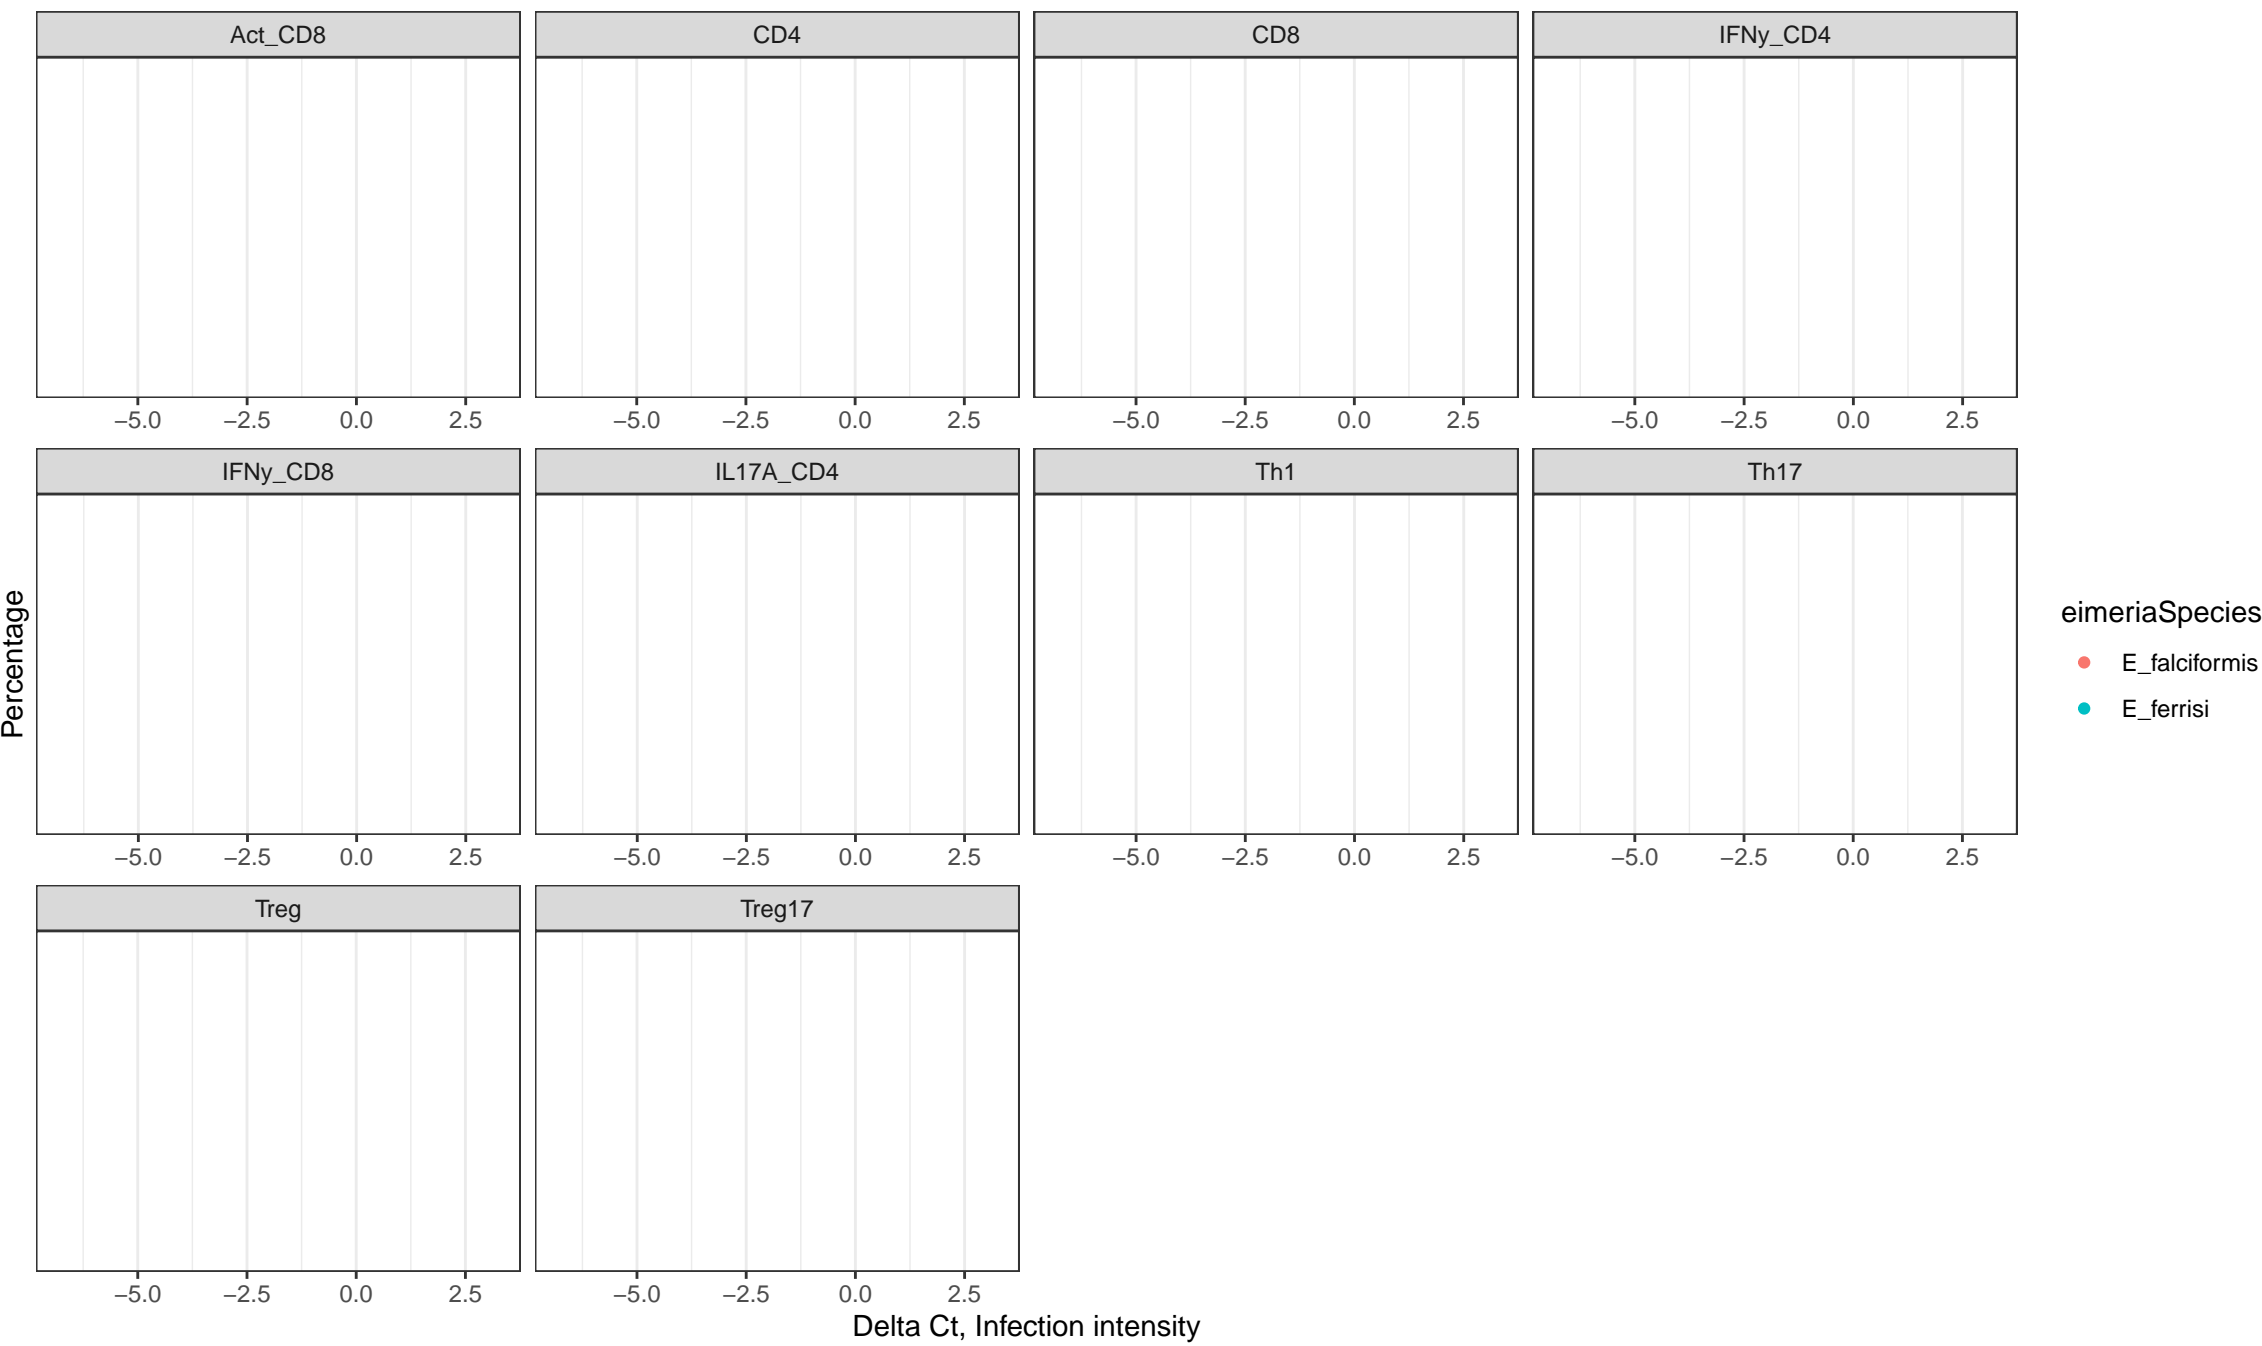 Act_CD8 CD4 CD8 IFNy_CD4
−5.0 −2.5 0.0 2.5 −5.0 −2.5 0.0 2.5 −5.0 −2.5 0.0 2.5 −5.0 −2.5 0.0 2.5
IFNy_CD8 IL17A_CD4 Th1 Th17
−5.0 −2.5 0.0 2.5 −5.0 −2.5 0.0 2.5 −5.0 −2.5 0.0 2.5 −5.0 −2.5 0.0 2.5
Treg Treg17
−5.0 −2.5 0.0 2.5 −5.0 −2.5 0.0 2.5
Delta Ct, Infection intensity
Percentage
eimeriaSpecies
E_falciformis
E_ferrisi